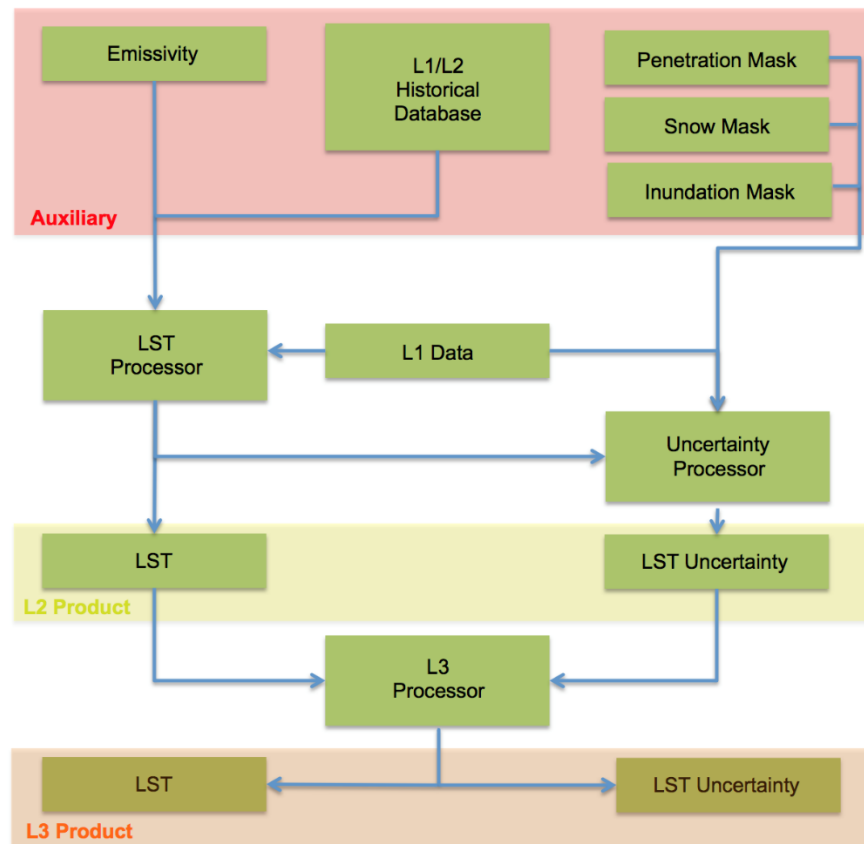 Emissivity
L1/L2
Historical
Database
Penetration Mask
Snow Mask
Inundation Mask
Auxiliary
LST
Processor
L1 Data
Uncertainty
Processor
LST
LST Uncertainty
L2 Product
L3
Processor
LST
LST Uncertainty
L3 Product